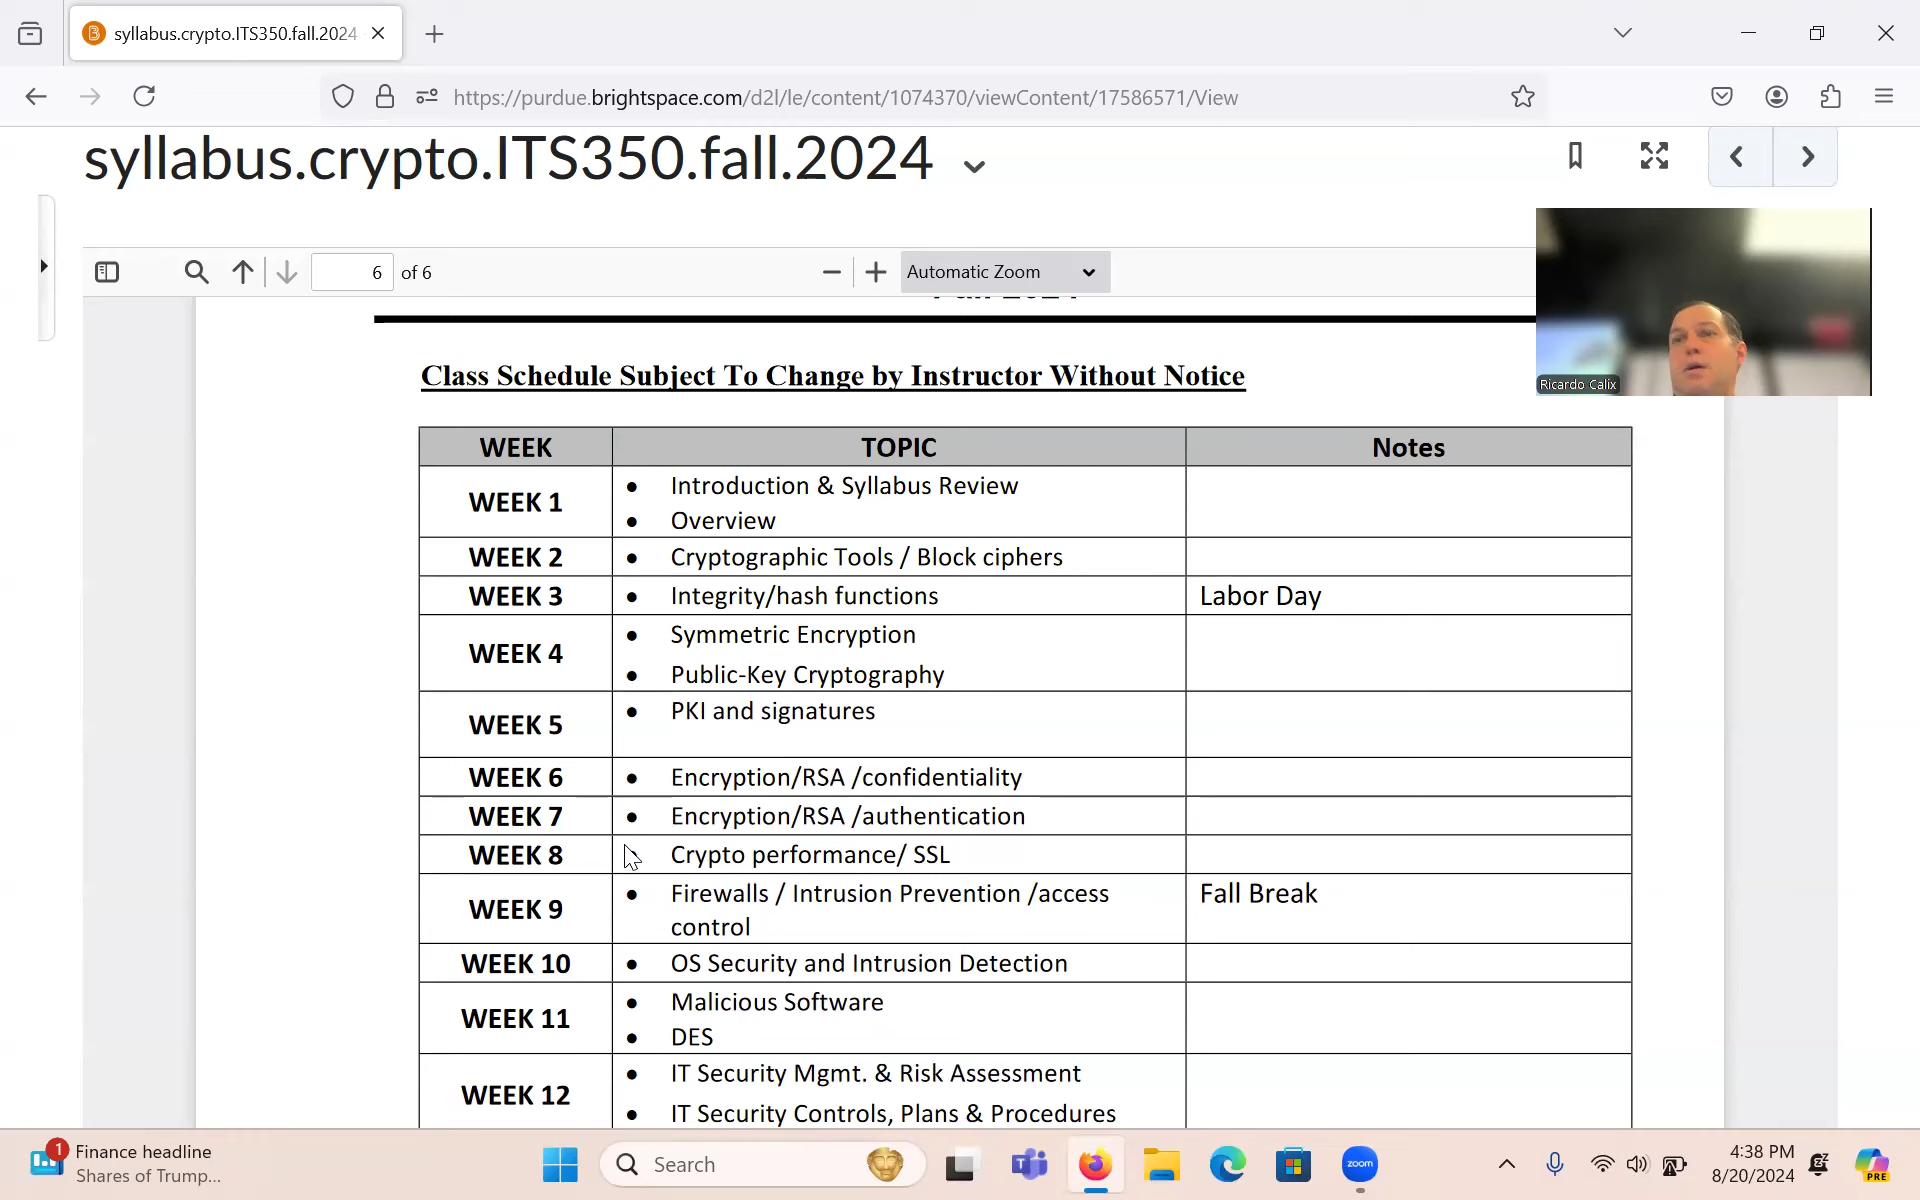 syllabus.crypto.ITS350.fall.2024
https://purdue.brightspace.com/d2l/le/content/1074370/viewContent/17586571/View
syllabus.crypto.ITS350.fall.2024
6 of 6
Automatic Zoom
Fall 2024
Ricardo Calix
Class Schedule Subject To Change by Instructor Without Notice
WEEK TOPIC Notes
WEEK 1
• Introduction & Syllabus Review
• Overview
WEEK 2 • Cryptographic Tools / Block ciphers
WEEK 3 • Integrity/hash functions Labor Day
WEEK 4
• Symmetric Encryption
• Public-Key Cryptography
WEEK 5 • PKI and signatures
WEEK 6 • Encryption/RSA /confidentiality
WEEK 7 • Encryption/RSA /authentication
WEEK 8 • Crypto performance/ SSL
WEEK 9 • Firewalls / Intrusion Prevention /access Fall Break
control
WEEK 10 • OS Security and Intrusion Detection
WEEK 11
• Malicious Software
• DES
WEEK 12
• IT Security Mgmt. & Risk Assessment
• IT Security Controls, Plans & Procedures
1
Finance headline
Shares of Trump...
Search
zoom
PRE
4:38 PM
8/20/2024